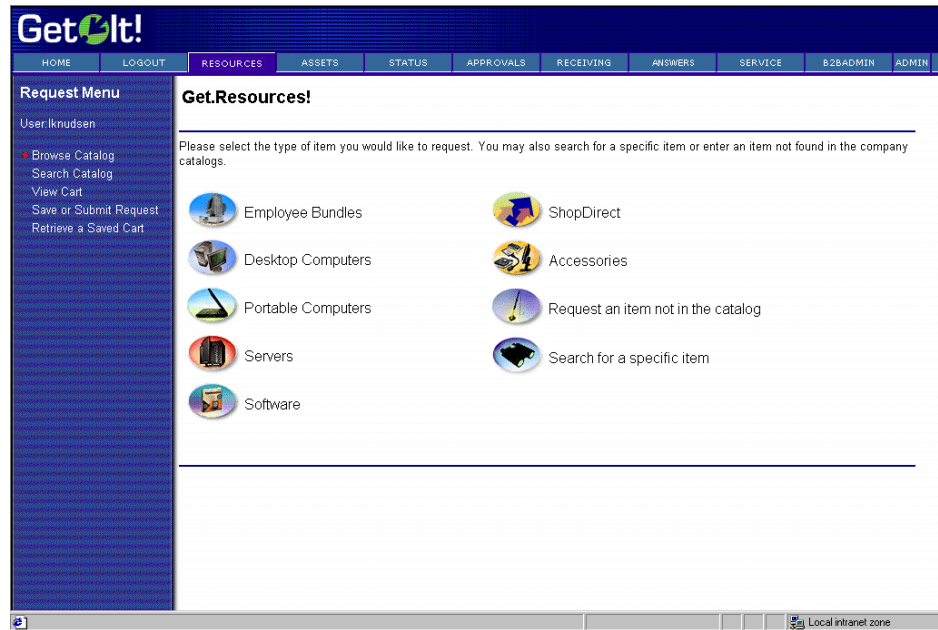 Get It!
HOME LOGOUT RESOURCES ASSETS STATUS APPROVALS RECEIVING ANSWERS SERVICE B2BADMIN ADMIN
Request Menu
User:lknudsen
Browse Catalog
Search Catalog
View Cart
Save or Submit Request
Retrieve a Saved Cart
Get.Resources!
Please select the type of item you would like to request. You may also search for a specific item or enter an item not found in the company
catalogs.
Employee Bundles
Desktop Computers
Portable Computers
Servers
Software
ShopDirect
Accessories
Request an item not in the catalog
Search for a specific item
Local intranet zone